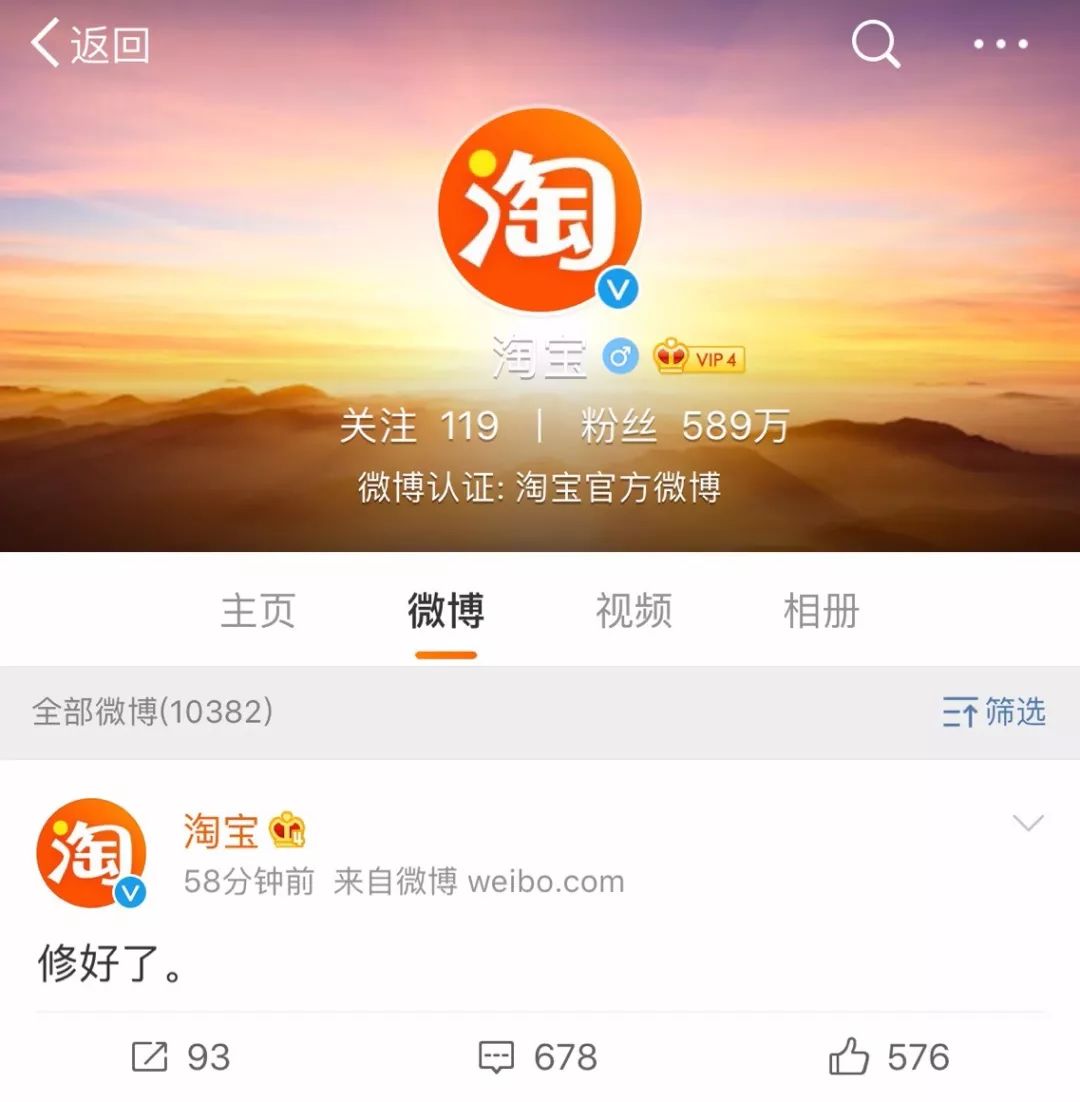 返回
淘
淘宝 VIP 4
关注 119 | 粉丝 589万
微博认证: 淘宝官方微博
主页 微博 视频 相册
全部微博(10382) 筛选
淘
淘宝 4
58分钟前 来自微博 weibo.com
修好了。
93 678 576